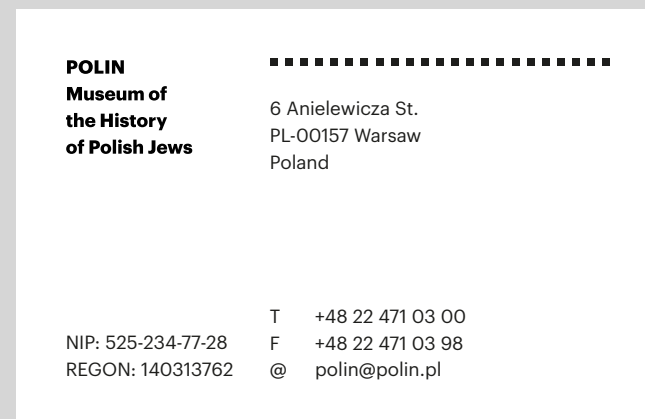 POLIN
Museum of
the History
of Polish Jews
6 Anielewicza St.
PL-00157 Warsaw
Poland
NIP: 525-234-77-28
REGON: 140313762
T +48 22 471 03 00
F +48 22 471 03 98
@ polin@polin.pl